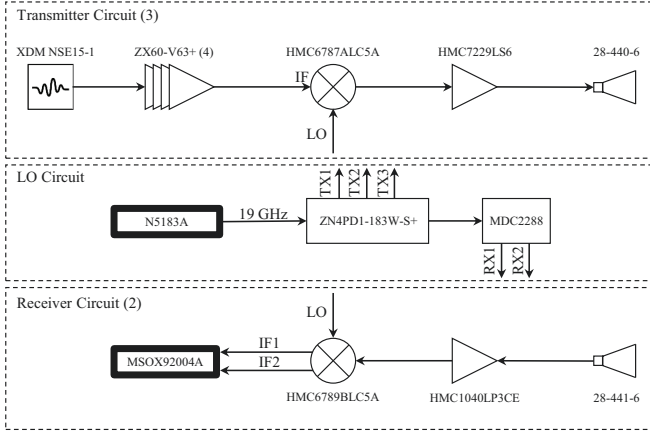 Transmitter Circuit (3)
XDM NSE15-1
ZX60-V63+ (4)
HMC6787ALC5A
HMC7229LS6
28-440-6
IF
LO
LO Circuit
TX1
TX2
TX3
N5183A
19 GHz
ZN4PD1-183W-S+
MDC2288
RX1
RX2
Receiver Circuit (2)
LO
IF1
MSOX92004A
IF2
HMC6789BLC5A
HMC1040LP3CE
28-441-6